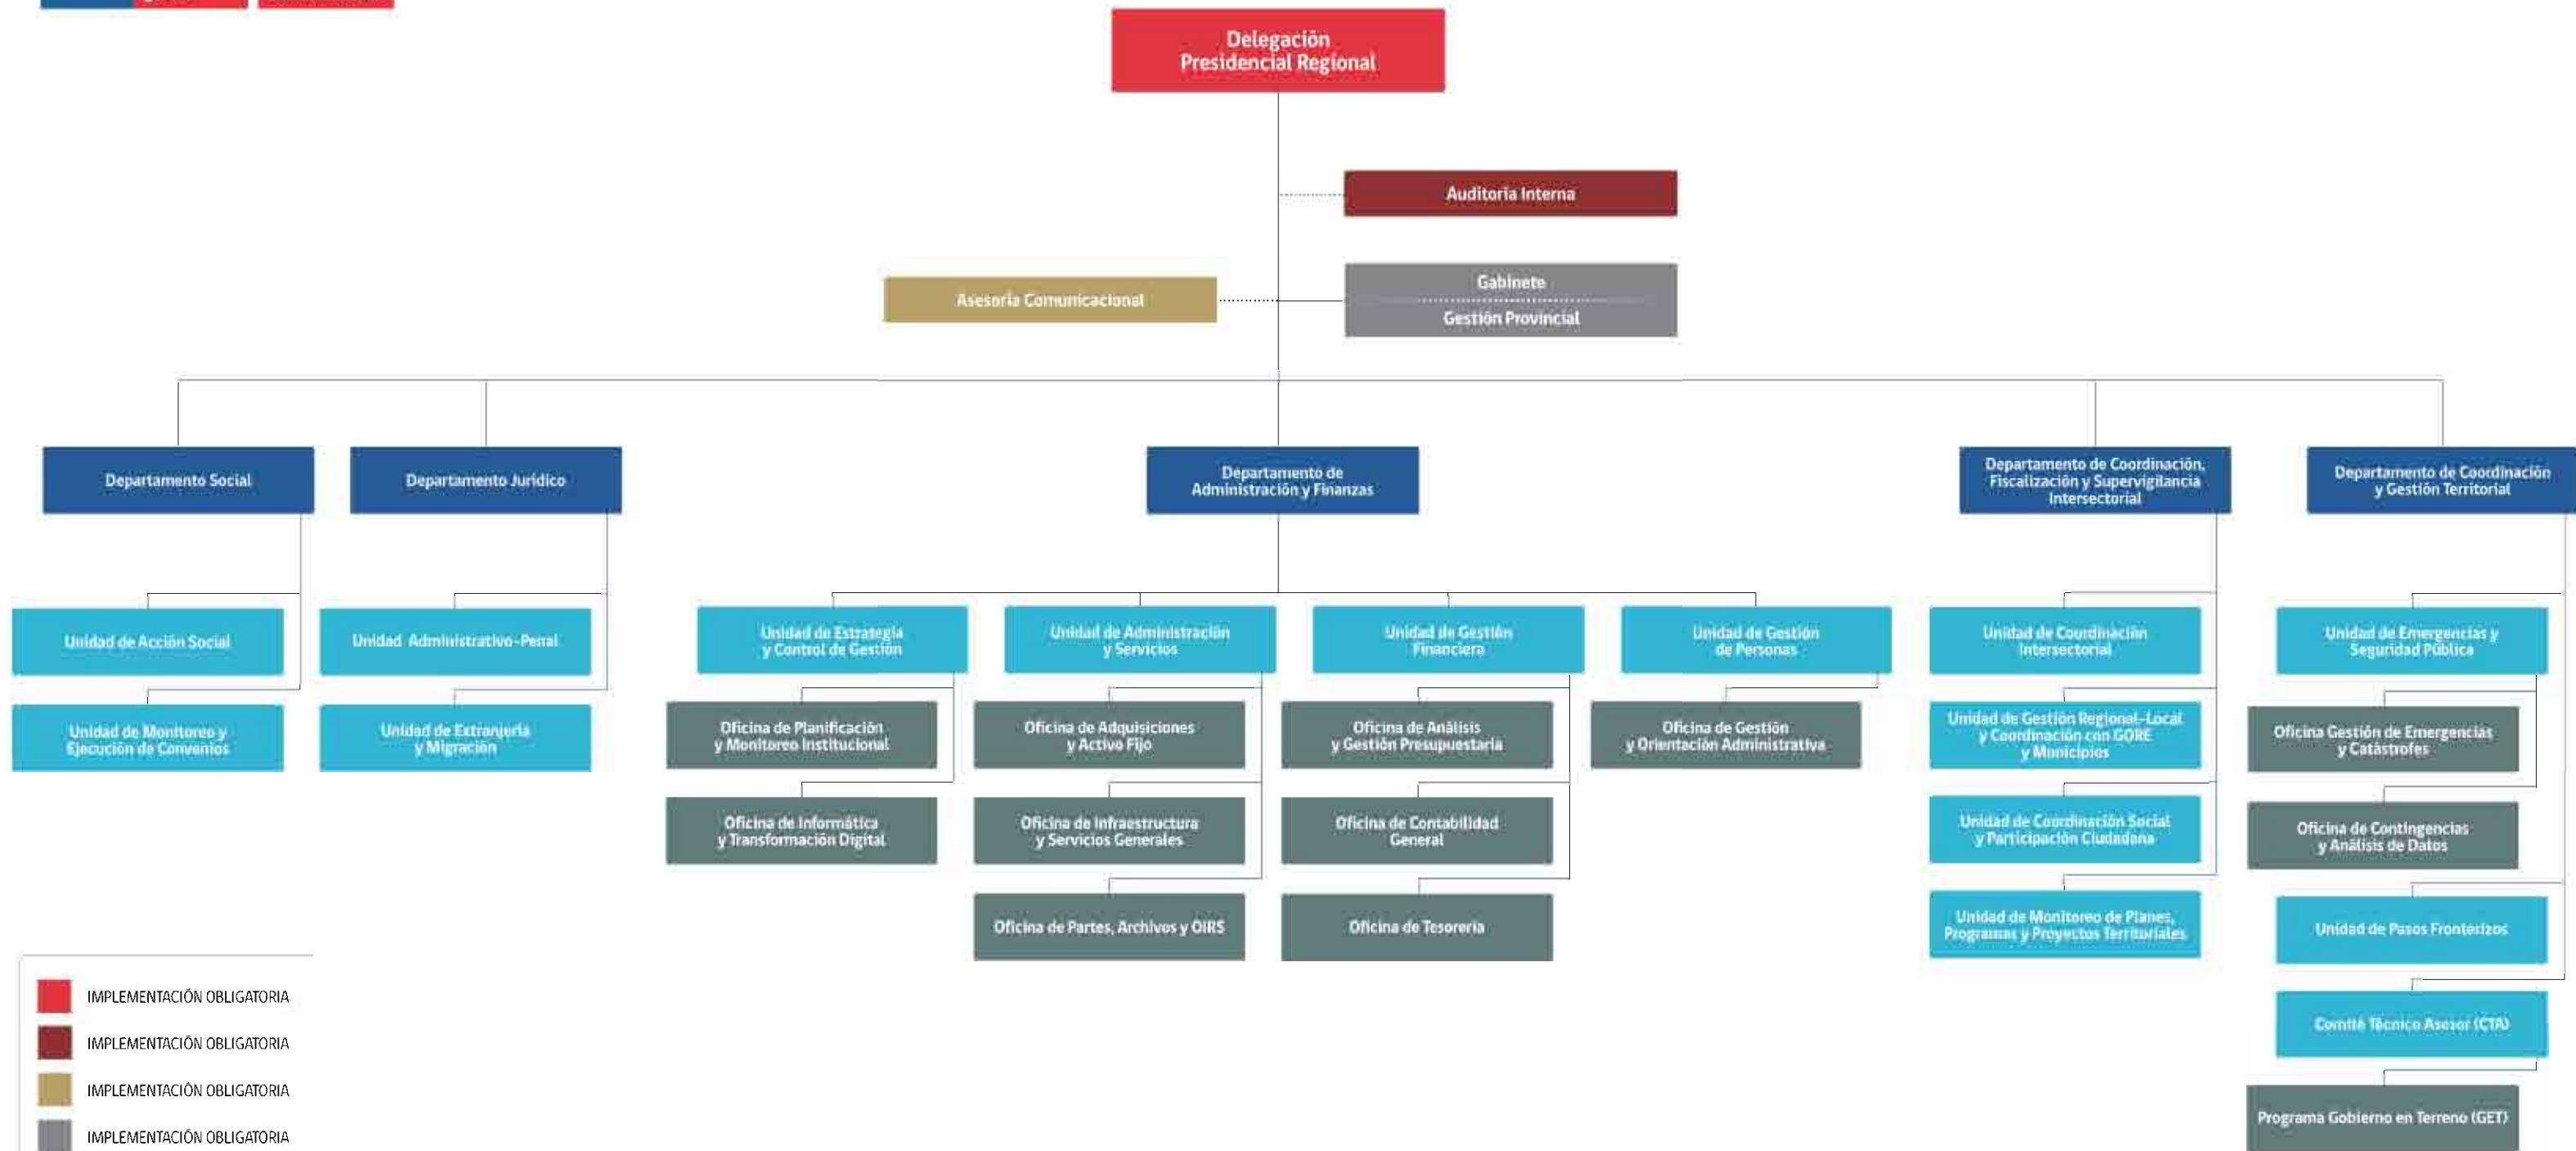 Delegación
Presidencial Regional
Auditoría Interna
Asesoría Comunicacional
Gabinete
Gestión Provincial
Departamento Social
Departamento Jurídico
Departamento de
Administración y Finanzas
Departamento de Coordinación,
Fiscalización y Supervigilancia
Intersectorial
Departamento de Coordinación
y Gestión Territorial
Unidad de Acción Social
Unidad de Monitoreo y
Ejecución de Convenios
Unidad Administrativo-Penal
Unidad de Extranjería
y Migración
Unidad de Estrategia
y Control de Gestión
Oficina de Planificación
y Monitoreo Institucional
Oficina de Informática
y Transformación Digital
Unidad de Administración
y Servicios
Oficina de Adquisiciones
y Activo Fijo
Oficina de Infraestructura
y Servicios Generales
Oficina de Partes, Archivos y OIRS
Unidad de Gestión
Financiera
Oficina de Análisis
y Gestión Presupuestaria
Oficina de Contabilidad
General
Oficina de Tesorería
Unidad de Gestión
de Personas
Oficina de Gestión
y Orientación Administrativa
Unidad de Coordinación
Intersectorial
Unidad de Gestión Regional-Local
y Coordinación con GORE
y Municipios
Unidad de Coordinación Social
y Participación Ciudadana
Unidad de Monitoreo de Planes,
Programas y Proyectos Territoriales
Unidad de Emergencias y
Seguridad Pública
Oficina Gestión de Emergencias
y Catástrofes
Oficina de Contingencias
y Análisis de Datos
Unidad de Pasos Fronterizos
Comité Técnico Asesor (CTA)
Programa Gobierno en Terreno (GET)
IMPLEMENTACIÓN OBLIGATORIA
IMPLEMENTACIÓN OBLIGATORIA
IMPLEMENTACIÓN OBLIGATORIA
IMPLEMENTACIÓN OBLIGATORIA